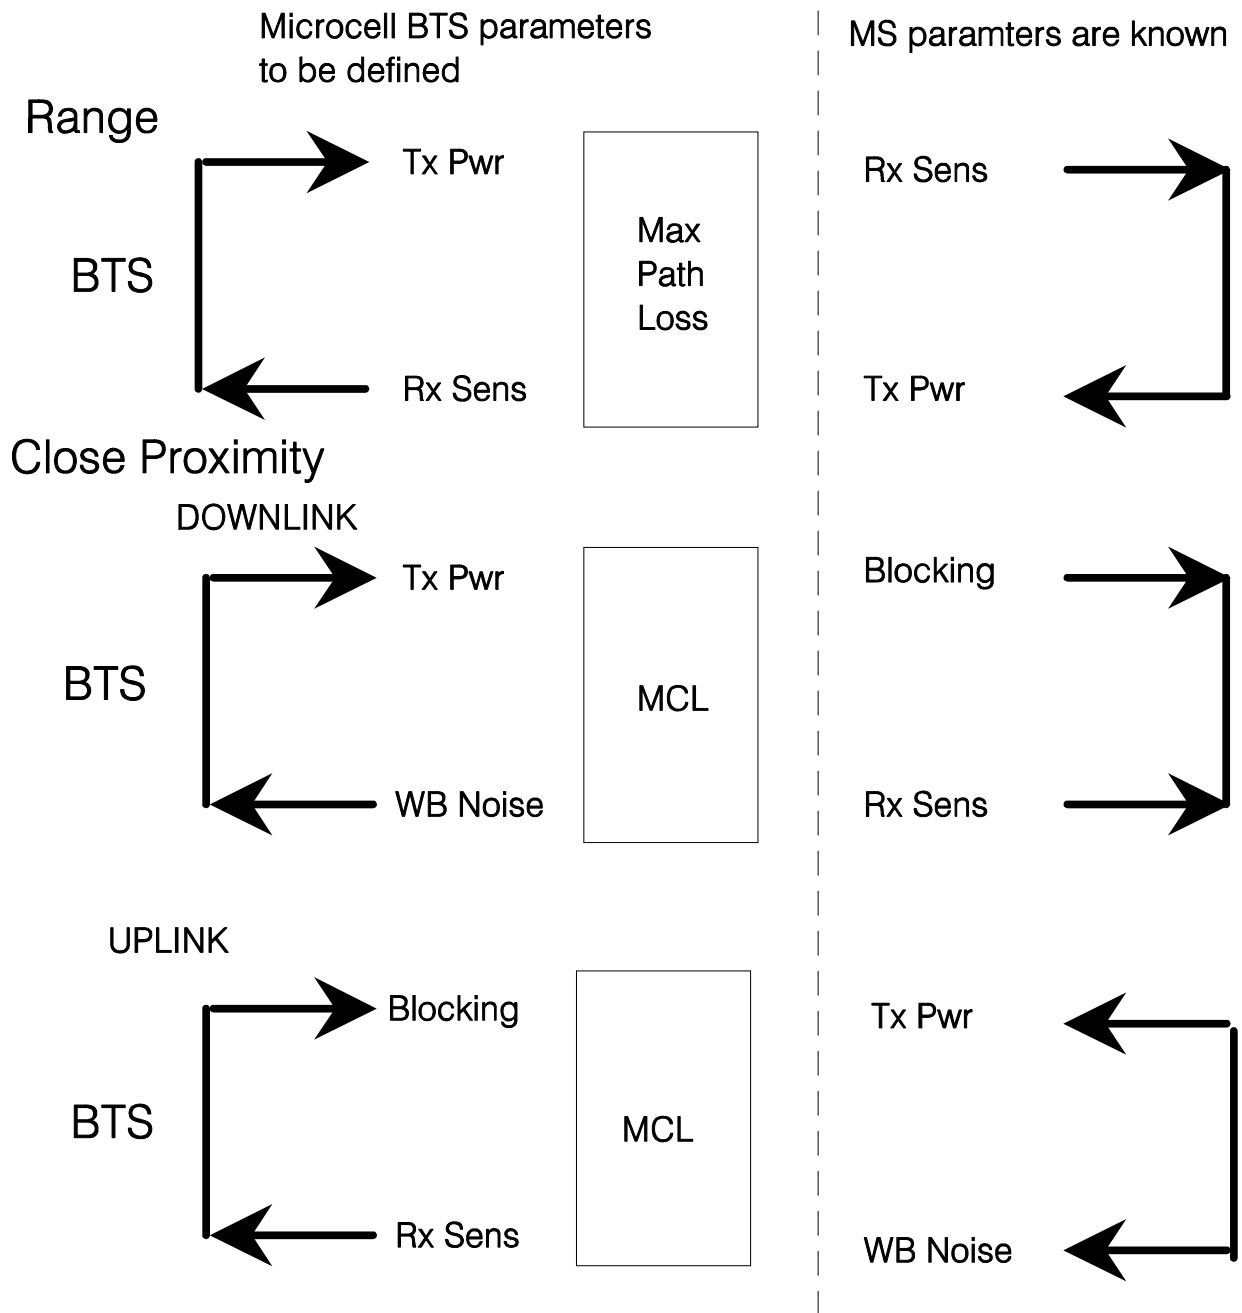 Microcell BTS parameters
to be defined
MS paramters are known
Range
Tx Pwr
Rx Sens
BTS
Max
Path
Loss
Rx Sens
Tx Pwr
Close Proximity
DOWNLINK
Tx Pwr
Blocking
BTS
MCL
WB Noise
Rx Sens
UPLINK
Blocking
Tx Pwr
BTS
MCL
Rx Sens
WB Noise